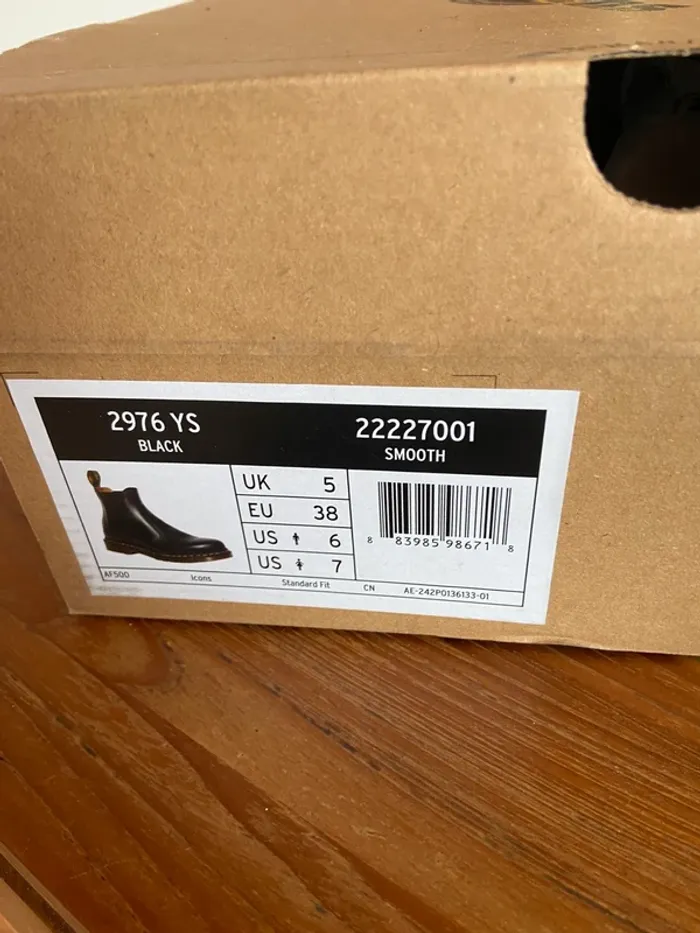 2976 YS
BLACK
22227001
SMOOTH
UK 5
EU 38
US 6
US 7
8 83985 98671 8
AF500
Icons
Standard Fit
CN
AE-242P0136133-01